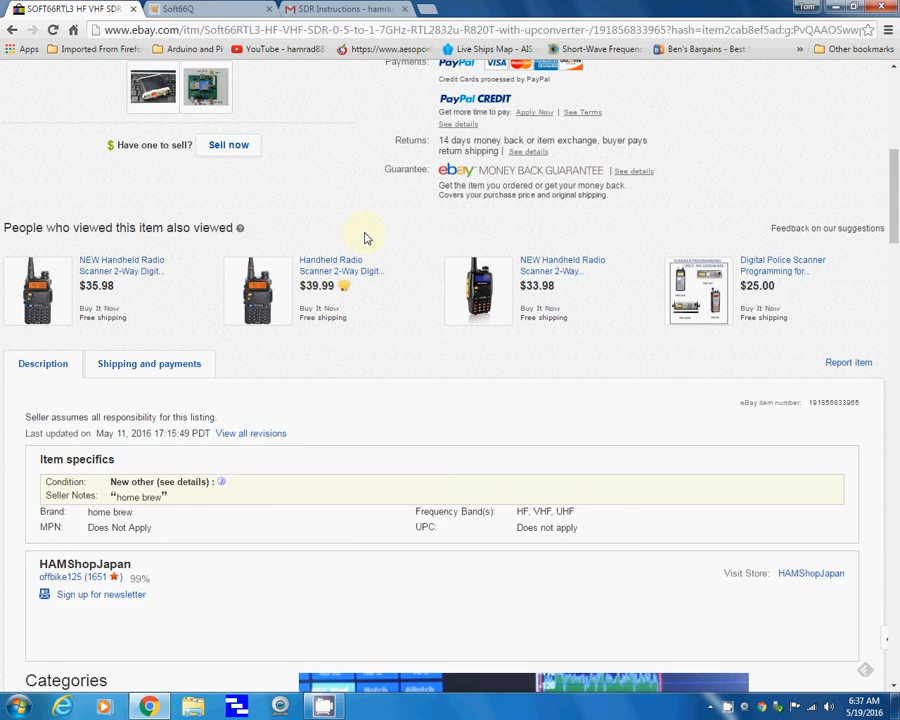 SOFT66RTL3 HF VHF SDR
Soft66Q
SDR Instructions - hamrad
Tom
www.ebay.com/itm/Soft66RTL3-HF-VHF-SDR-0-5-to-1-7GHz-RTL2832u-R820T-with-upconverter-/191856833965?hash=item2cab8ef5ad:g:PvQAAOSwwp
Apps
Imported From Firefo
Arduino and Pi
YouTube - hamrad88
https://www.aesopon
Live Ships Map - AIS
Short-Wave Frequenc
Ben's Bargains - Best
Other bookmarks
Payments:
PayPal VISA DISCOVER
Credit Cards processed by PayPal
PayPal CREDIT
Get more time to pay. Apply Now | See Terms
See details
Have one to sell? Sell now
Returns: 14 days money back or item exchange, buyer pays
return shipping | See details
Guarantee: ebay MONEY BACK GUARANTEE | See details
Get the item you ordered or get your money back.
Covers your purchase price and original shipping.
People who viewed this item also viewed
Feedback on our suggestions
NEW Handheld Radio
Scanner 2-Way Digit...
$35.98
Buy It Now
Free shipping
Handheld Radio
Scanner 2-Way Digit...
$39.99
Buy It Now
Free shipping
NEW Handheld Radio
Scanner 2-Way...
$33.98
Buy It Now
Free shipping
Digital Police Scanner
Programming for...
$25.00
Buy It Now
Free shipping
Description
Shipping and payments
Report item
eBay item number: 191856833965
Seller assumes all responsibility for this listing.
Last updated on May 11, 2016 17:15:49 PDT View all revisions
Item specifics
Condition: New other (see details) :
Seller Notes: “home brew”
Brand: home brew
Frequency Band(s): HF, VHF, UHF
MPN: Does Not Apply
UPC: Does not apply
HAMShopJapan
offbike125 (1651 ) 99%
Sign up for newsletter
Visit Store: HAMShopJapan
Categories
6:37 AM
5/19/2016